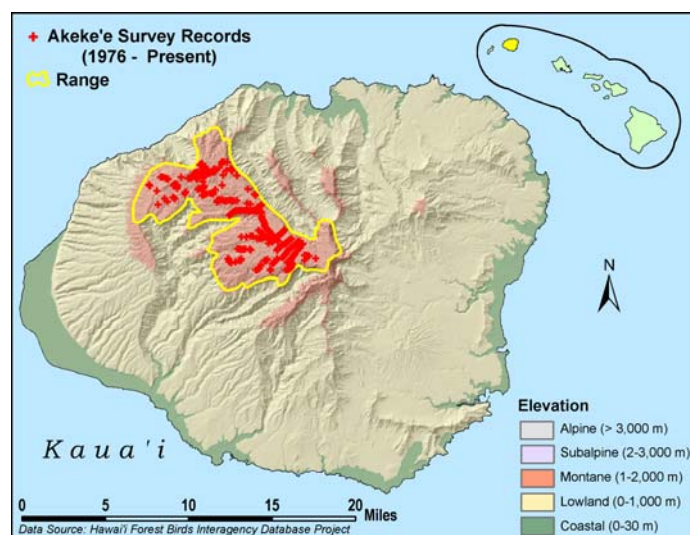 Akeke'e Survey Records
(1976 - Present)
Range
N
Kaua'i
Elevation
Alpine (> 3,000 m)
Subalpine (2-3,000 m)
Montane (1-2,000 m)
Lowland (0-1,000 m)
Coastal (0-30 m)
0 5 10 15 20
Miles
Data Source: Hawai'i Forest Birds Interagency Database Project